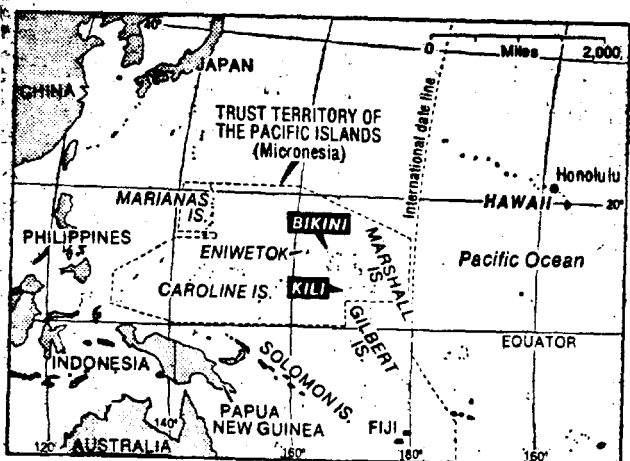 40°
0
Miles
2,000
JAPAN
CHINA
International date line
TRUST TERRITORY OF
THE PACIFIC ISLANDS
(Micronesia)
Honolulu
HAWAII
20°
MARIANAS
IS.
BIKINI
PHILIPPINES
ENIWETOK
MARSHALL
IS.
Pacific Ocean
CAROLINE IS.
KILI
GILBERT
IS.
EQUATOR
INDONESIA
SOLOMON IS.
PAPUA
NEW GUINEA
FIJI
120°
140°
160°
180°
160°
AUSTRALIA